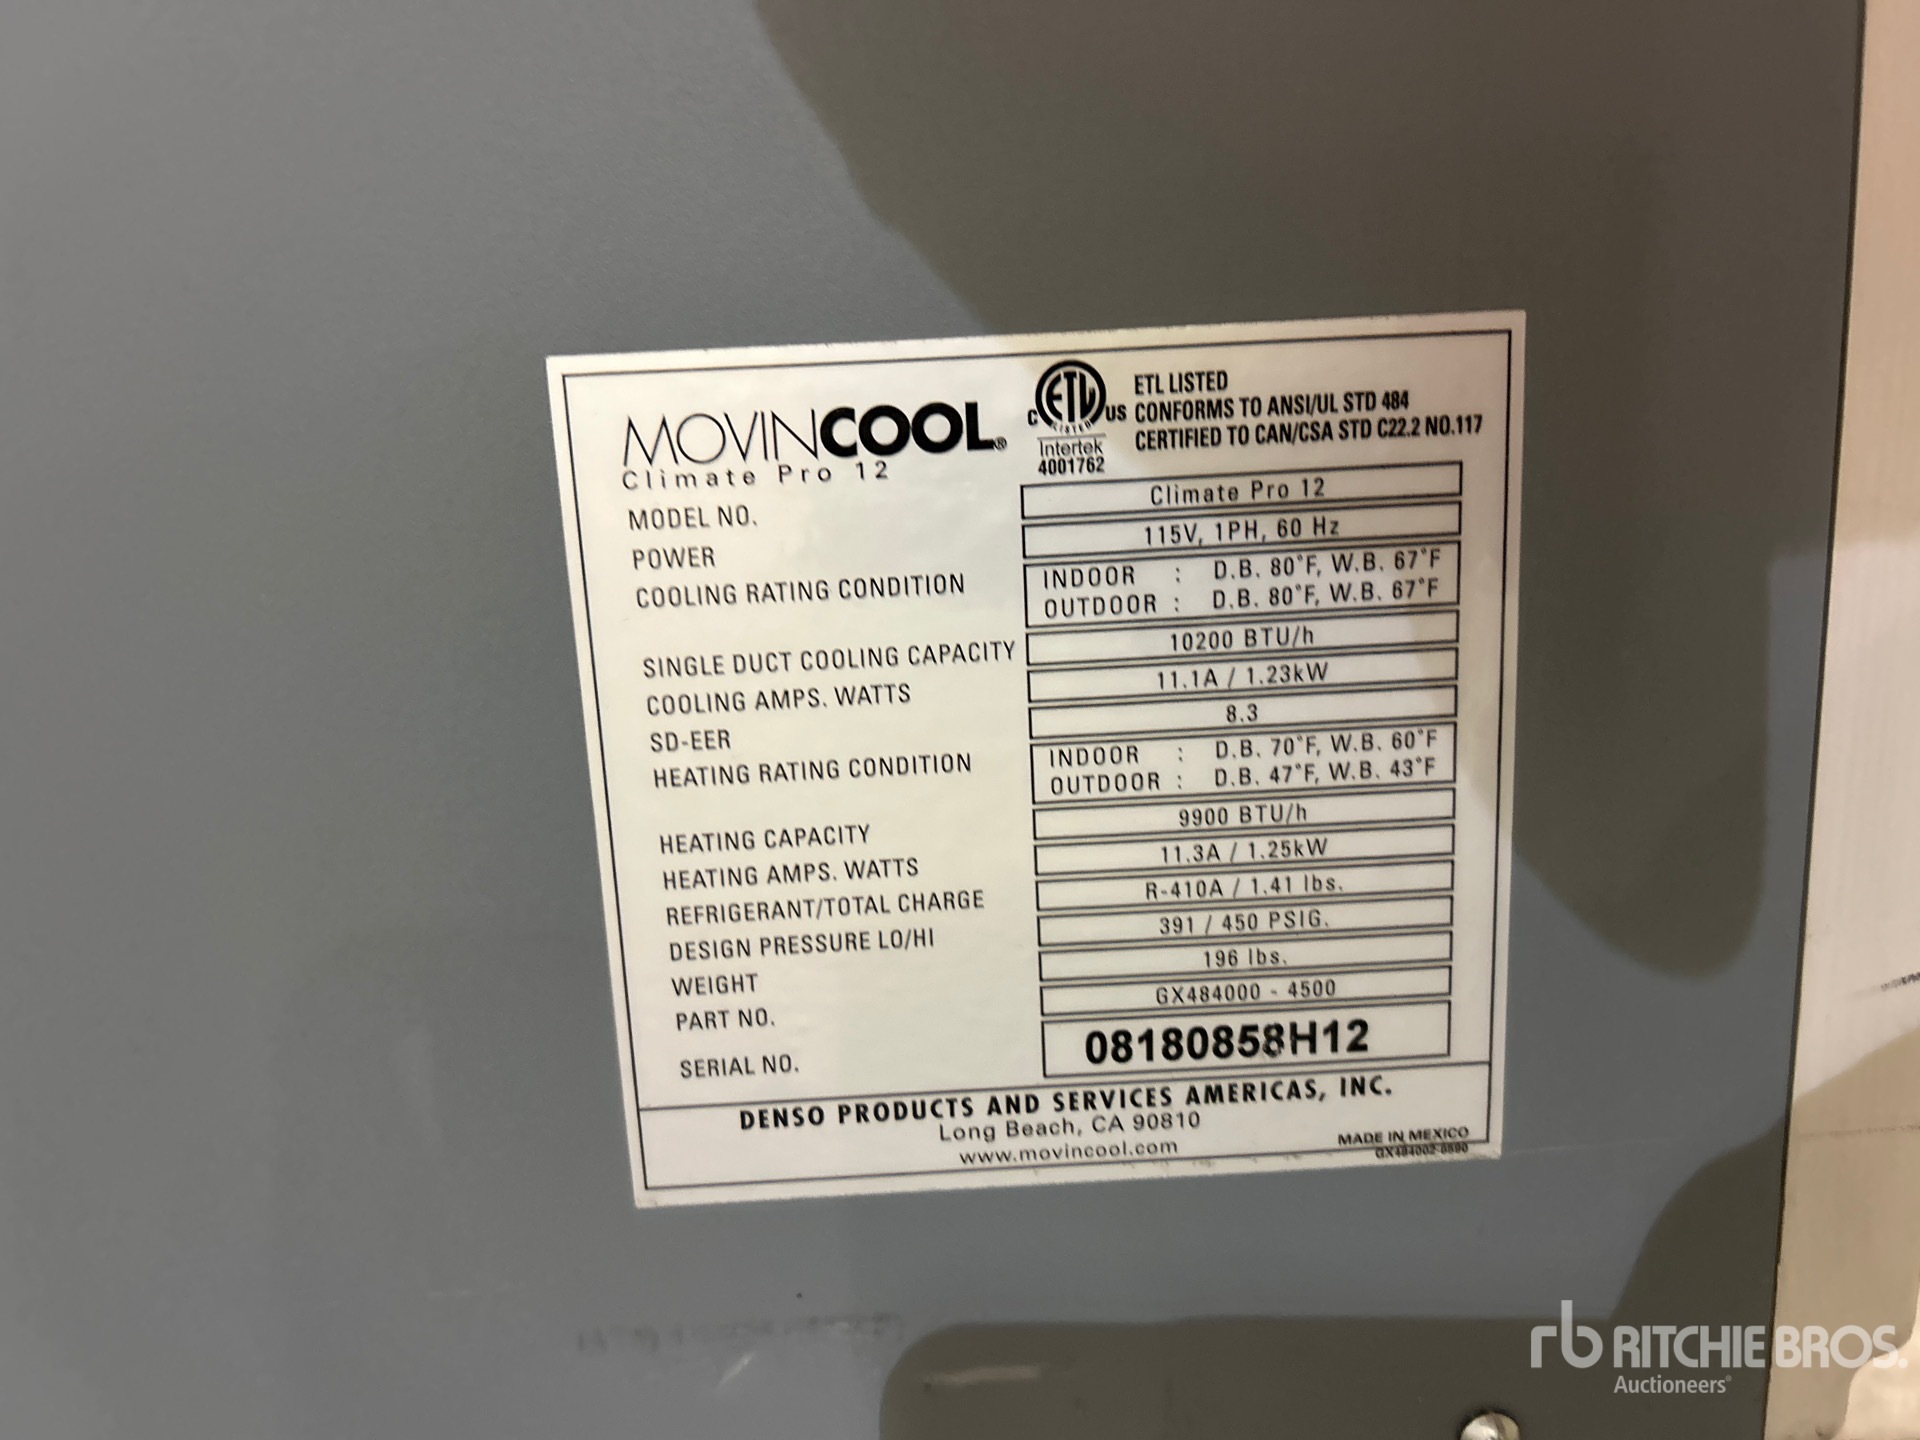 MOVINCOOL®
Climate Pro 12
C ETL LISTED US
Intertek
4001762
ETL LISTED
CONFORMS TO ANSI/UL STD 484
CERTIFIED TO CAN/CSA STD C22.2 NO.117
MODEL NO. Climate Pro 12
POWER 115V, 1PH, 60 Hz
COOLING RATING CONDITION INDOOR : D.B. 80°F, W.B. 67°F
OUTDOOR : D.B. 80°F, W.B. 67°F
SINGLE DUCT COOLING CAPACITY 10200 BTU/h
COOLING AMPS. WATTS 11.1A / 1.23kW
SD-EER 8.3
HEATING RATING CONDITION INDOOR : D.B. 70°F, W.B. 60°F
OUTDOOR : D.B. 47°F, W.B. 43°F
HEATING CAPACITY 9900 BTU/h
HEATING AMPS. WATTS 11.3A / 1.25kW
REFRIGERANT/TOTAL CHARGE R-410A / 1.41 lbs.
DESIGN PRESSURE LO/HI 391 / 450 PSIG.
WEIGHT 196 lbs.
PART NO. GX484000 - 4500
SERIAL NO. 08180858H12
DENSO PRODUCTS AND SERVICES AMERICAS, INC.
Long Beach, CA 90810
www.movincool.com
MADE IN MEXICO
rb RITCHIE BROS.
Auctioneers®